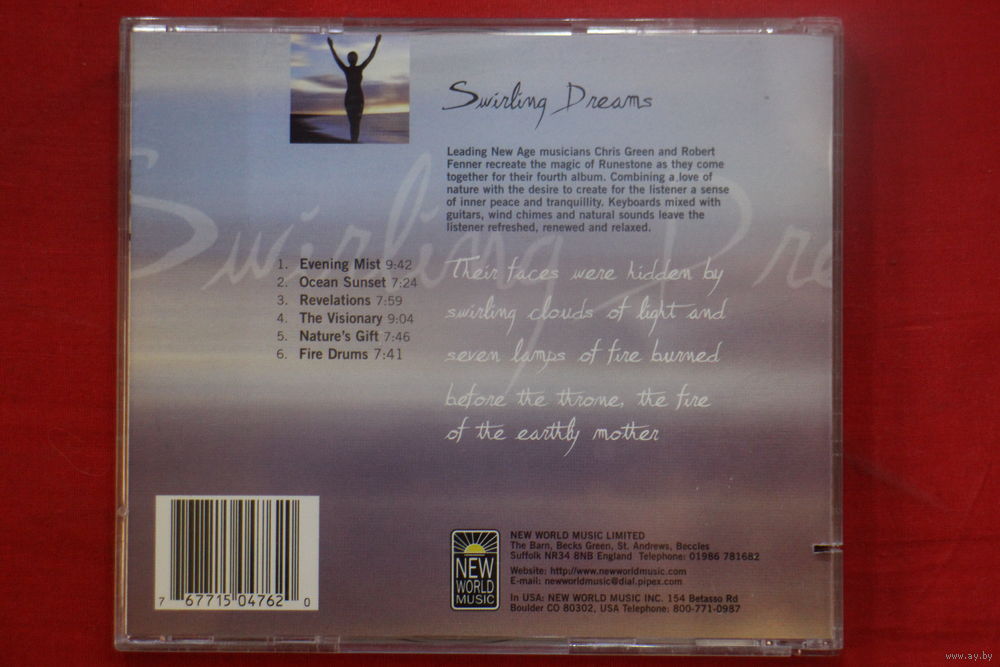 Swirling Dreams
Leading New Age musicians Chris Green and Robert
Fenner recreate the magic of Runestone as they come
together for their fourth album. Combining a love of
nature with the desire to create for the listener a sense
of inner peace and tranquillity. Keyboards mixed with
guitars, wind chimes and natural sounds leave the
listener refreshed, renewed and relaxed.
Swirling Dre
1. Evening Mist 9:42
2. Ocean Sunset 7:24
3. Revelations 7:59
4. The Visionary 9:04
5. Nature's Gift 7:46
6. Fire Drums 7:41
Their faces were hidden by
swirling clouds of light and
seven lamps of fire burned
before the throne, the fire
of the earthly mother
7 67715 04762 0
NEW
WORLD
MUSIC
NEW WORLD MUSIC LIMITED
The Barn, Becks Green, St. Andrews, Beccles
Suffolk NR34 8NB England Telephone: 01986 781682
Website: http://www.newworldmusic.com
E-mail: newworldmusic@dial.pipex.com
In USA: NEW WORLD MUSIC INC. 154 Betasso Rd
Boulder CO 80302, USA Telephone: 800-771-0987
www.ay.by